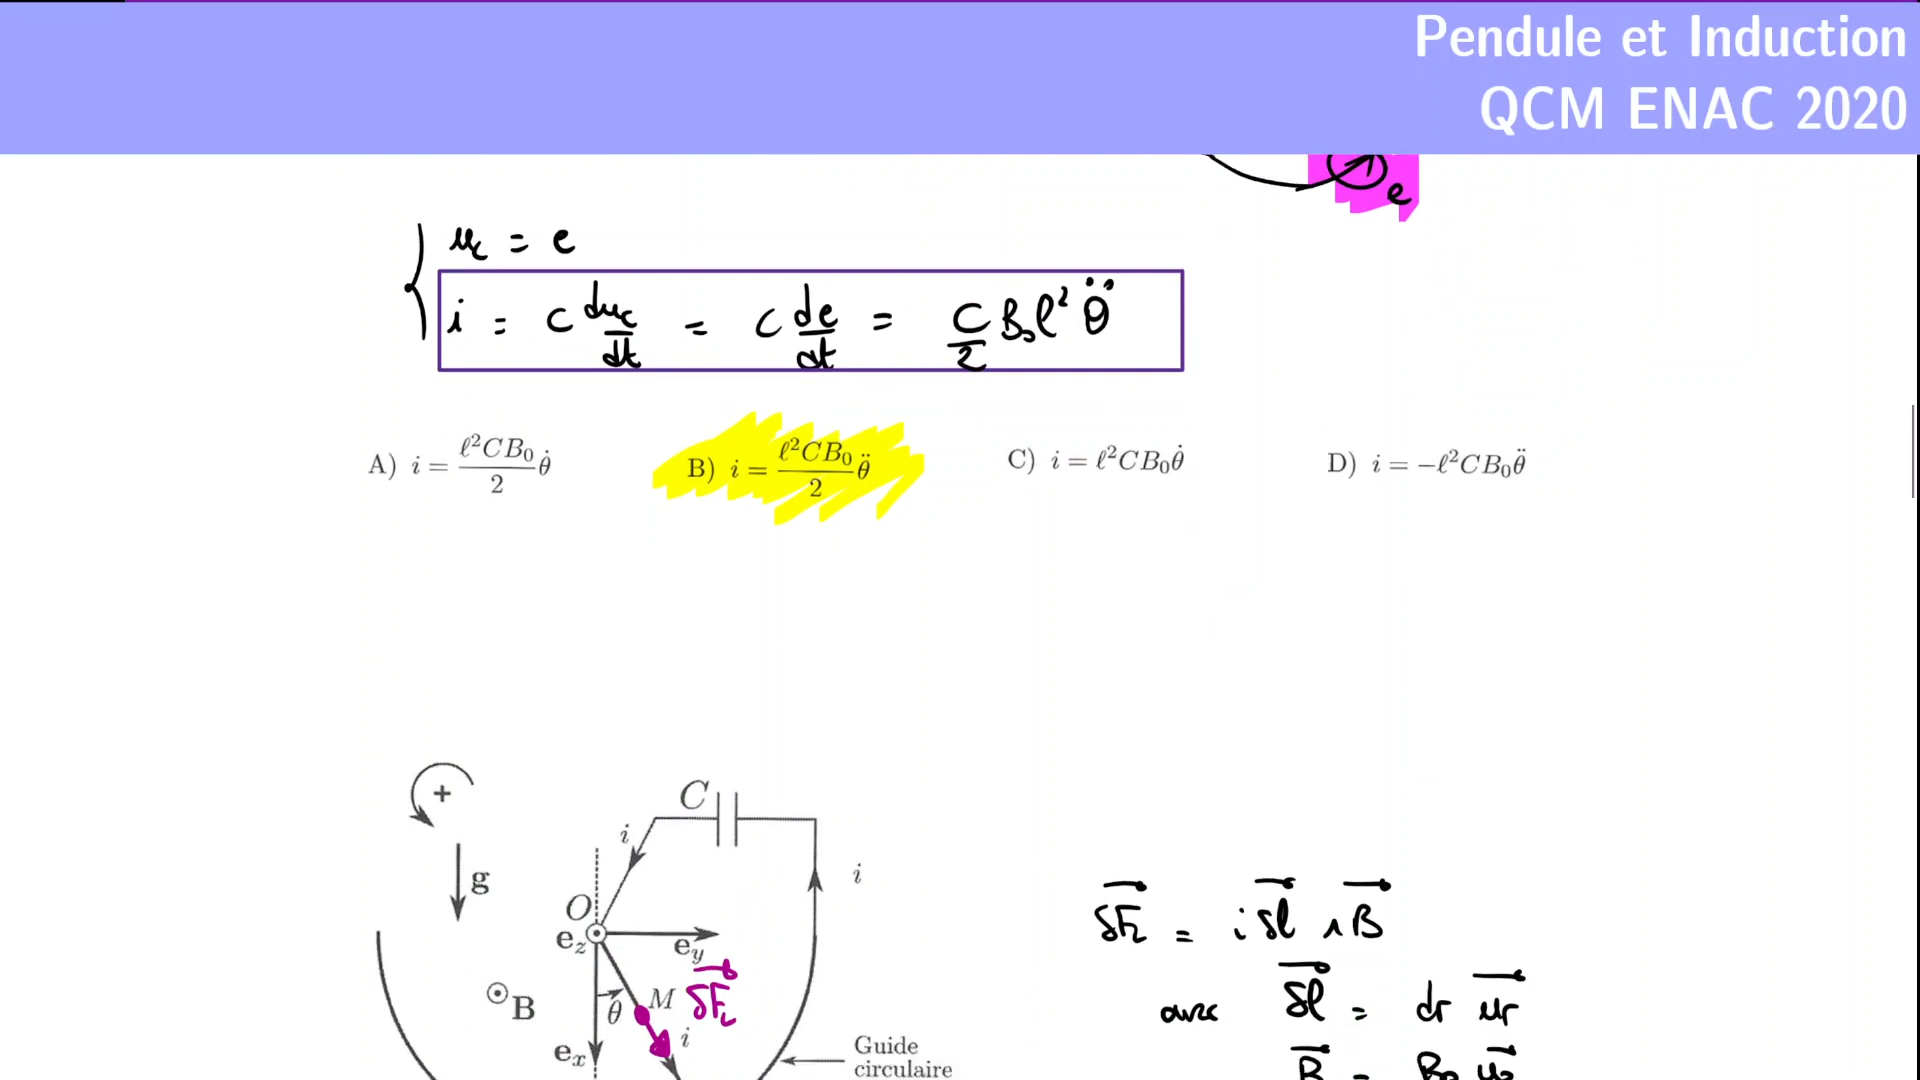 Pendule et Induction
QCM ENAC 2020
e
u_c = e
i = C du_c/dt = C de/dt = C/2 B₀ℓ² θ̈
A) i = ℓ²CB₀/2 θ̇
B) i = ℓ²CB₀/2 θ̈
C) i = ℓ²CB₀θ̇
D) i = −ℓ²CB₀θ̈
+
C
i
g
i
O
e_z
e_y
B
θ
M
δF_L
i
e_x
Guide
circulaire
δF_L = i δℓ ∧ B
avec δℓ = dr u_r
B = B₀ u_z